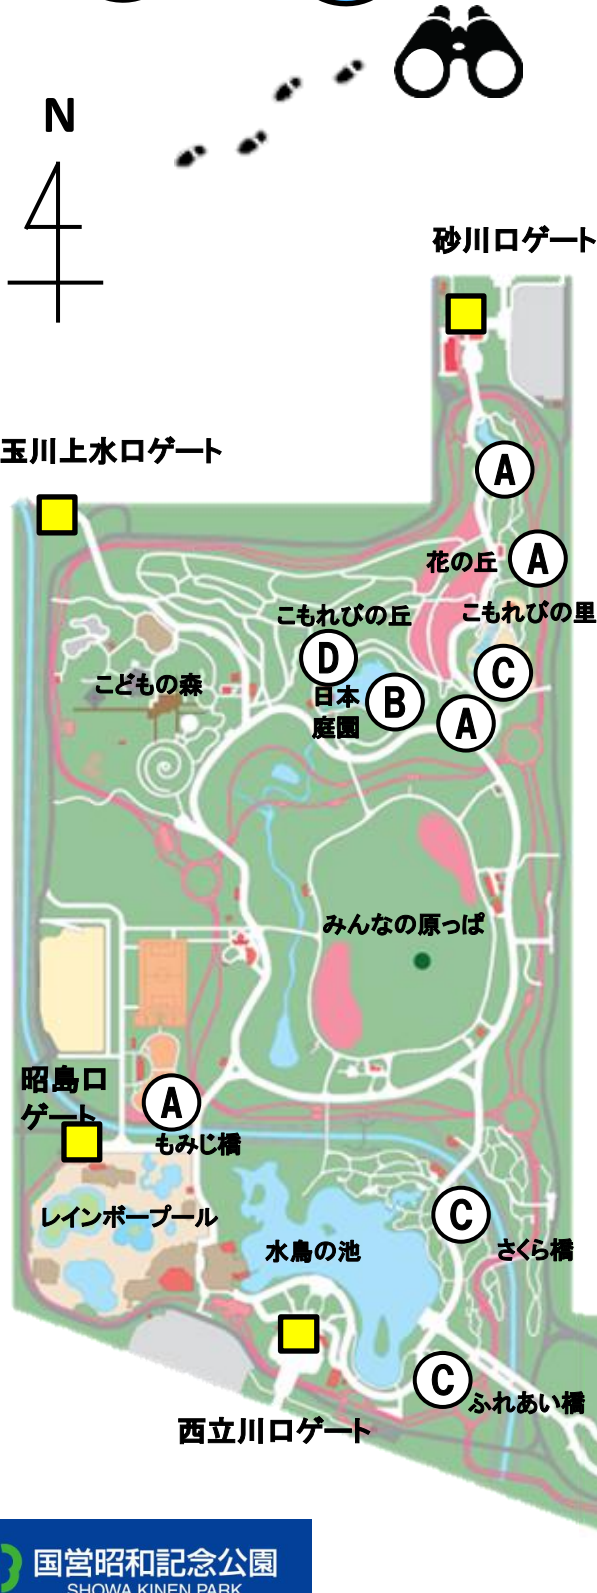 N
砂川口ゲート
玉川上水口ゲート
A
花の丘
A
こもれびの里
こもれびの丘
D
C
こどもの森
日本
庭園
B
A
みんなの原っぱ
昭島口
ゲート
A
もみじ橋
レインボープール
C
さくら橋
水鳥の池
C
ふれあい橋
西立川口ゲート
国営昭和記念公園
SHOWA KINEN PARK